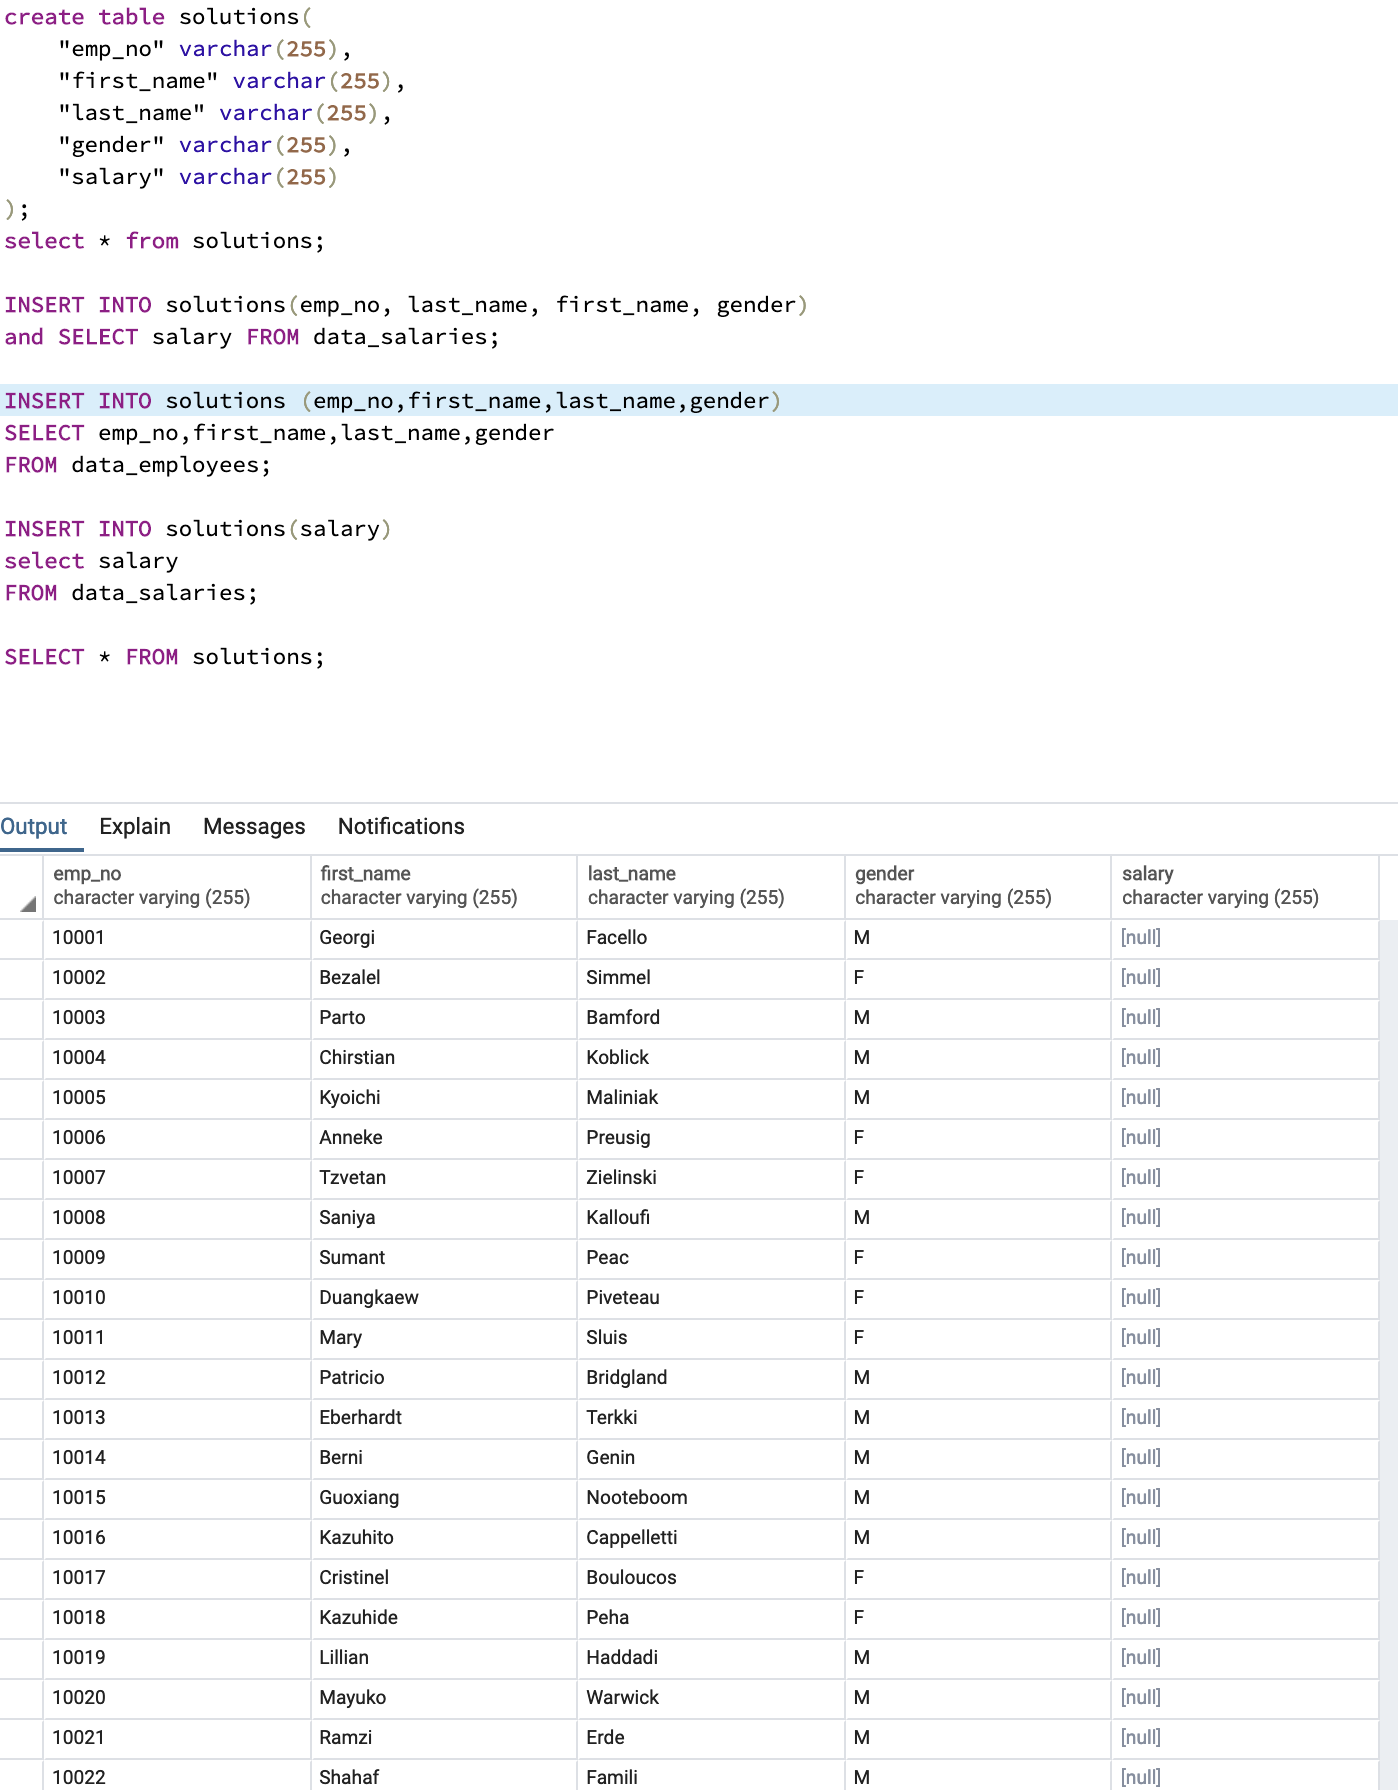 create table solutions(
    "emp_no" varchar(255),
    "first_name" varchar(255),
    "last_name" varchar(255),
    "gender" varchar(255),
    "salary" varchar(255)
);
select * from solutions;
INSERT INTO solutions(emp_no, last_name, first_name, gender)
and SELECT salary FROM data_salaries;
INSERT INTO solutions (emp_no,first_name,last_name,gender)
SELECT emp_no,first_name,last_name,gender
FROM data_employees;
INSERT INTO solutions(salary)
select salary
FROM data_salaries;
SELECT * FROM solutions;
Output Explain Messages Notifications
emp_no first_name last_name gender salary
character varying (255) character varying (255) character varying (255) character varying (255) character varying (255)
10001 Georgi Facello M [null]
10002 Bezalel Simmel F [null]
10003 Parto Bamford M [null]
10004 Chirstian Koblick M [null]
10005 Kyoichi Maliniak M [null]
10006 Anneke Preusig F [null]
10007 Tzvetan Zielinski F [null]
10008 Saniya Kalloufi M [null]
10009 Sumant Peac F [null]
10010 Duangkaew Piveteau F [null]
10011 Mary Sluis F [null]
10012 Patricio Bridgland M [null]
10013 Eberhardt Terkki M [null]
10014 Berni Genin M [null]
10015 Guoxiang Nooteboom M [null]
10016 Kazuhito Cappelletti M [null]
10017 Cristinel Bouloucos F [null]
10018 Kazuhide Peha F [null]
10019 Lillian Haddadi M [null]
10020 Mayuko Warwick M [null]
10021 Ramzi Erde M [null]
10022 Shahaf Famili M [null]